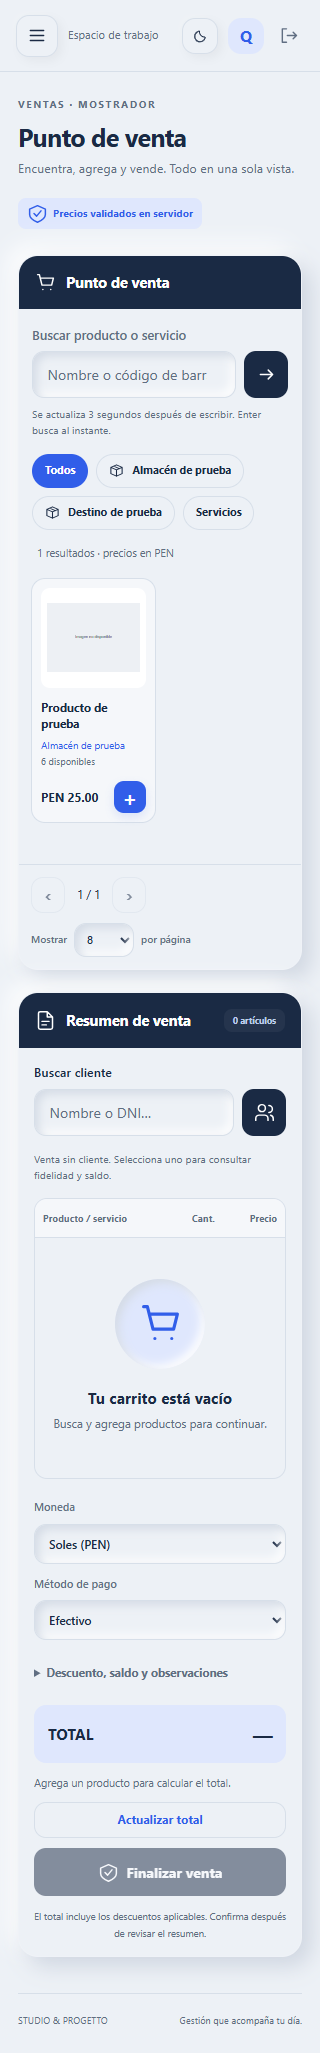 Espacio de trabajo
Q
VENTAS • MOSTRADOR
Punto de venta
Encuentra, agrega y vende. Todo en una sola vista.
Precios validados en servidor
Punto de venta
Buscar producto o servicio
Nombre o código de barr
Se actualiza 3 segundos después de escribir. Enter
busca al instante.
Todos
Almacén de prueba
Destino de prueba
Servicios
1 resultados · precios en PEN
Imagen no disponible
Producto de
prueba
Almacén de prueba
6 disponibles
PEN 25.00
+
‹ 1 / 1 ›
Mostrar 8 por página
Resumen de venta
0 artículos
Buscar cliente
Nombre o DNI...
Venta sin cliente. Selecciona uno para consultar
fidelidad y saldo.
Producto / servicio Cant. Precio
Tu carrito está vacío
Busca y agrega productos para continuar.
Moneda
Soles (PEN)
Método de pago
Efectivo
Descuento, saldo y observaciones
TOTAL —
Agrega un producto para calcular el total.
Actualizar total
Finalizar venta
El total incluye los descuentos aplicables. Confirma después
de revisar el resumen.
STUDIO & PROGETTO
Gestión que acompaña tu día.